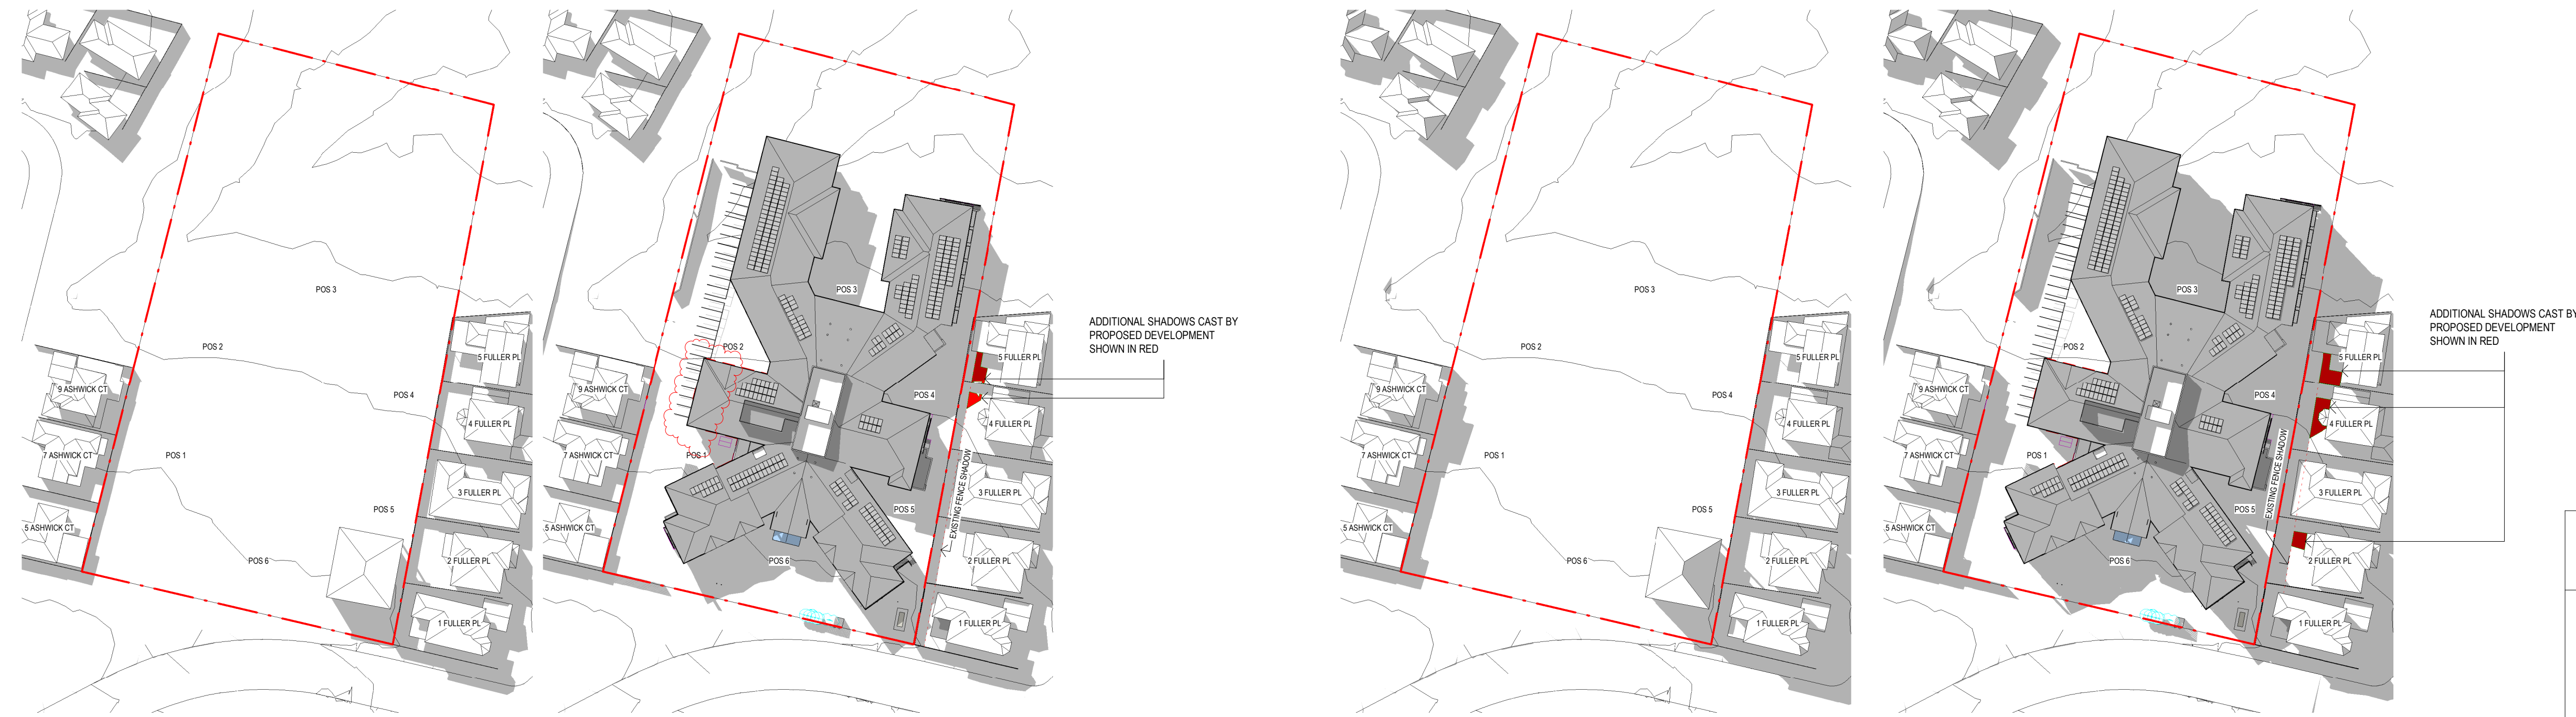 POS 3
POS 2
5 FULLER PL
9 ASHWICK CT
POS 4
4 FULLER PL
7 ASHWICK CT
POS 1
3 FULLER PL
POS 5
5 ASHWICK CT
POS 6
2 FULLER PL
1 FULLER PL
POS 3
ADDITIONAL SHADOWS CAST BY
PROPOSED DEVELOPMENT
SHOWN IN RED
POS 2
5 FULLER PL
9 ASHWICK CT
POS 4
4 FULLER PL
7 ASHWICK CT
POS 1
EXISTING FENCE SHADOW
3 FULLER PL
POS 5
5 ASHWICK CT
POS 6
2 FULLER PL
1 FULLER PL
POS 3
POS 2
5 FULLER PL
9 ASHWICK CT
POS 4
4 FULLER PL
7 ASHWICK CT
POS 1
3 FULLER PL
POS 5
5 ASHWICK CT
POS 6
2 FULLER PL
1 FULLER PL
POS 3
ADDITIONAL SHADOWS CAST BY
PROPOSED DEVELOPMENT
SHOWN IN RED
POS 2
5 FULLER PL
9 ASHWICK CT
POS 4
4 FULLER PL
7 ASHWICK CT
POS 1
EXISTING FENCE SHADOW
3 FULLER PL
POS 5
5 ASHWICK CT
POS 6
2 FULLER PL
1 FULLER PL